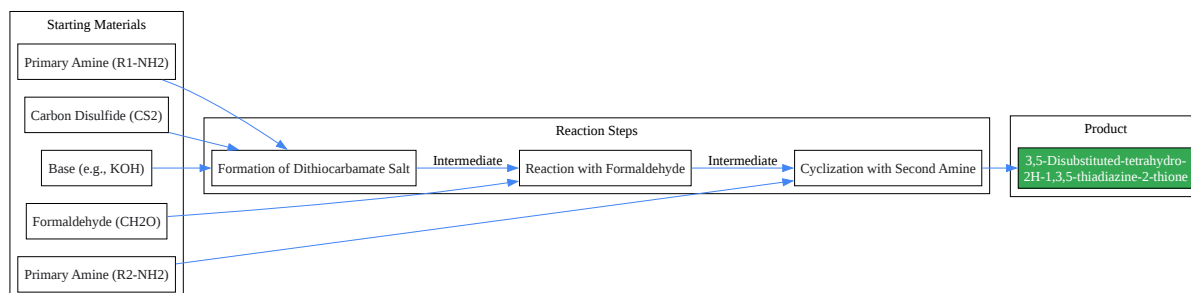 Starting Materials
Primary Amine (R1-NH2)
Carbon Disulfide (CS2)
Base (e.g., KOH)
Formaldehyde (CH2O)
Primary Amine (R2-NH2)
Reaction Steps
Formation of Dithiocarbamate Salt
Intermediate
Reaction with Formaldehyde
Intermediate
Cyclization with Second Amine
Product
3,5-Disubstituted-tetrahydro-
2H-1,3,5-thiadiazine-2-thione